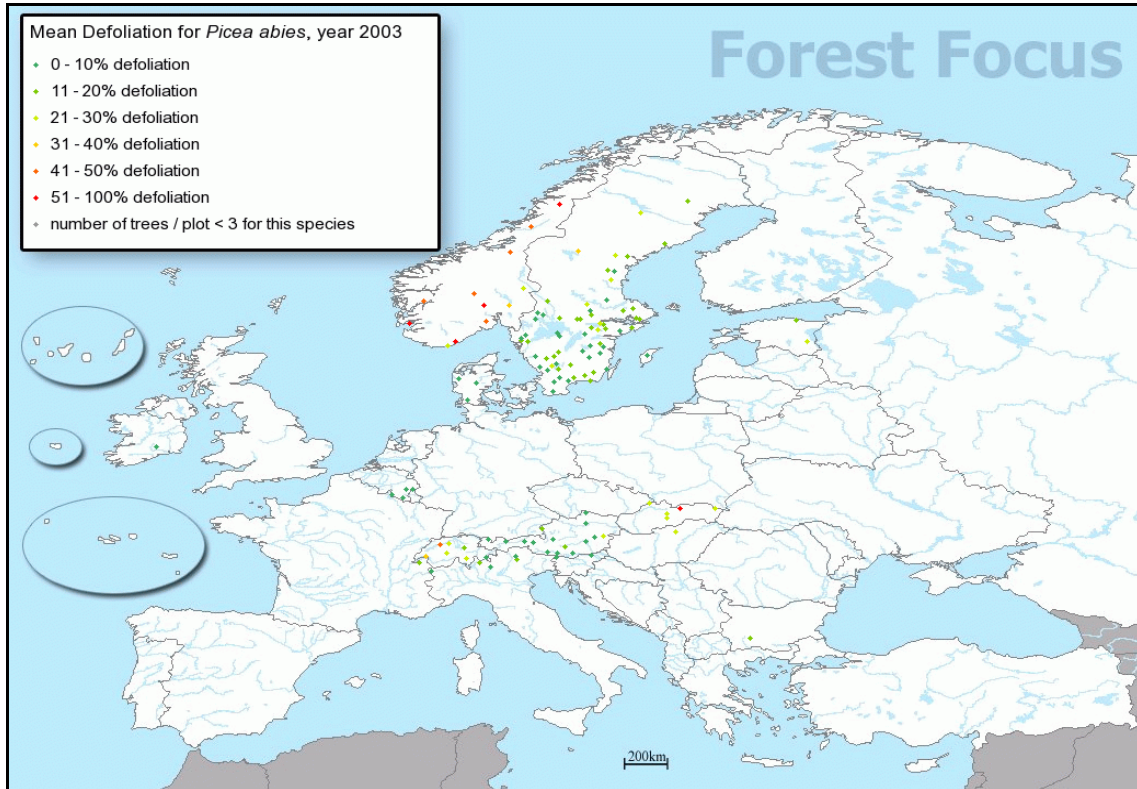 Mean Defoliation for Picea abies, year 2003
0 - 10% defoliation
11 - 20% defoliation
21 - 30% defoliation
31 - 40% defoliation
41 - 50% defoliation
51 - 100% defoliation
number of trees / plot < 3 for this species
Forest Focus
200km